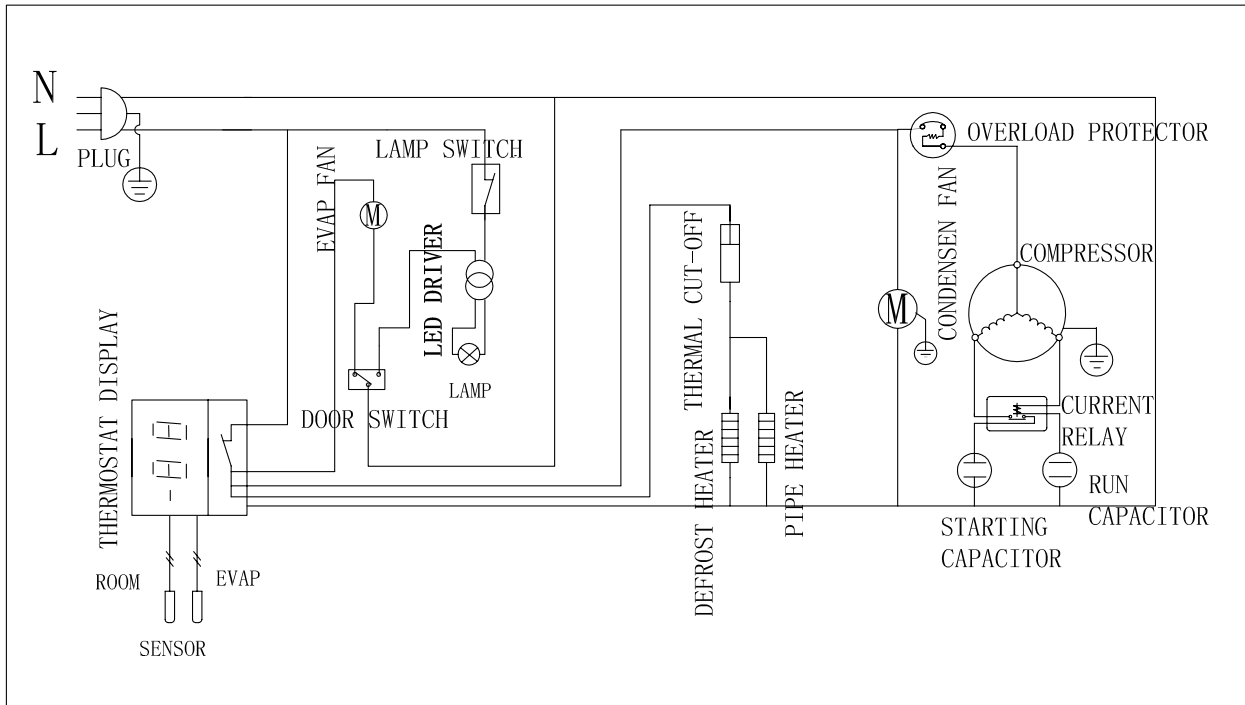 N
L
PLUG
LAMP SWITCH
OVERLOAD PROTECTOR
EVAP FAN
M
LED DRIVER
THERMAL CUT-OFF
CONDENSEN FAN
COMPRESSOR
M
LAMP
THERMOSTAT DISPLAY
DOOR SWITCH
CURRENT
RELAY
DEFROST HEATER
PIPE HEATER
RUN
CAPACITOR
STARTING
CAPACITOR
ROOM
EVAP
SENSOR